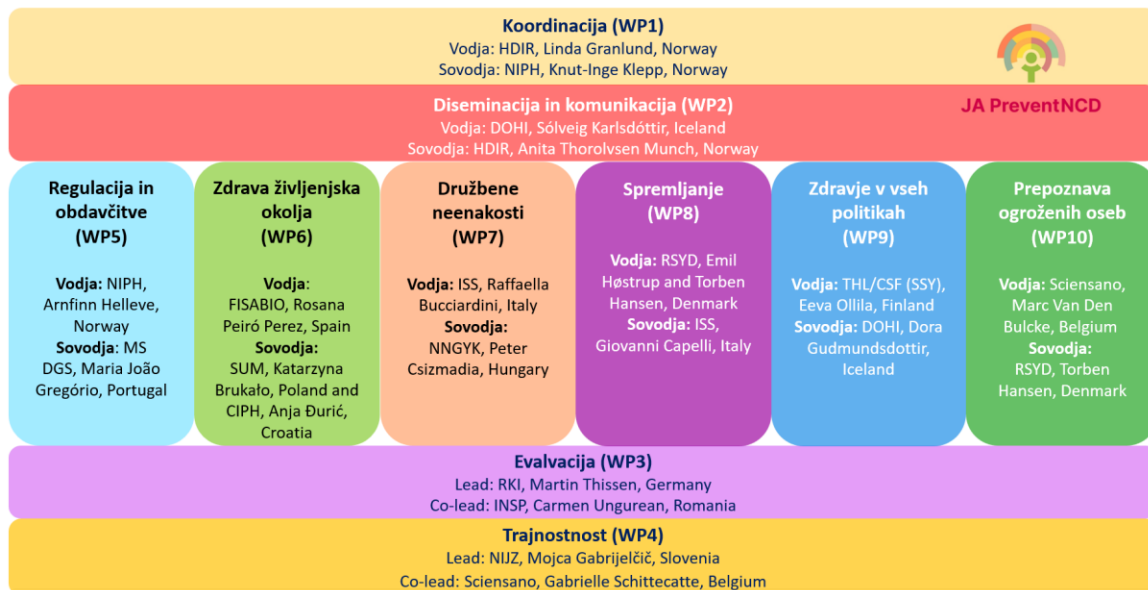 Koordinacija (WP1)
Vodja: HDIR, Linda Granlund, Norway
Sovodja: NIPH, Knut-Inge Klepp, Norway
JA PreventNCD
Diseminacija in komunikacija (WP2)
Vodja: DOHI, Sólveig Karlsdóttir, Iceland
Sovodja: HDIR, Anita Thorolvsen Munch, Norway
Regulacija in
obdavčitve
(WP5)
Vodja: NIPH,
Arnfinn Helleve,
Norway
Sovodja: MS
DGS, Maria João
Gregório, Portugal
Zdrava življenjska
okolja
(WP6)
Vodja:
FISABIO, Rosana
Peiró Perez, Spain
Sovodja:
SUM, Katarzyna
Brukało, Poland and
CIPH, Anja Đurić,
Croatia
Družbene
neenakosti
(WP7)
Vodja: ISS, Raffaella
Bucciardini, Italy
Sovodja:
NNGYK, Peter
Csizmadia, Hungary
Spremljanje
(WP8)
Vodja: RSYD, Emil
Høstrup and Torben
Hansen, Denmark
Sovodja: ISS,
Giovanni Capelli, Italy
Zdravje v vseh
politikah
(WP9)
Vodja: THL/CSF (SSY),
Eeva Ollila, Finland
Sovodja: DOHI, Dora
Gudmundsdottir,
Iceland
Prepoznava
ogroženih oseb
(WP10)
Vodja: Sciensano,
Marc Van Den
Bulcke, Belgium
Sovodja:
RSYD, Torben
Hansen, Denmark
Evalvacija (WP3)
Lead: RKI, Martin Thissen, Germany
Co-lead: INSP, Carmen Ungurean, Romania
Trajnostnost (WP4)
Lead: NIJZ, Mojca Gabrijelčič, Slovenia
Co-lead: Sciensano, Gabrielle Schittecatte, Belgium